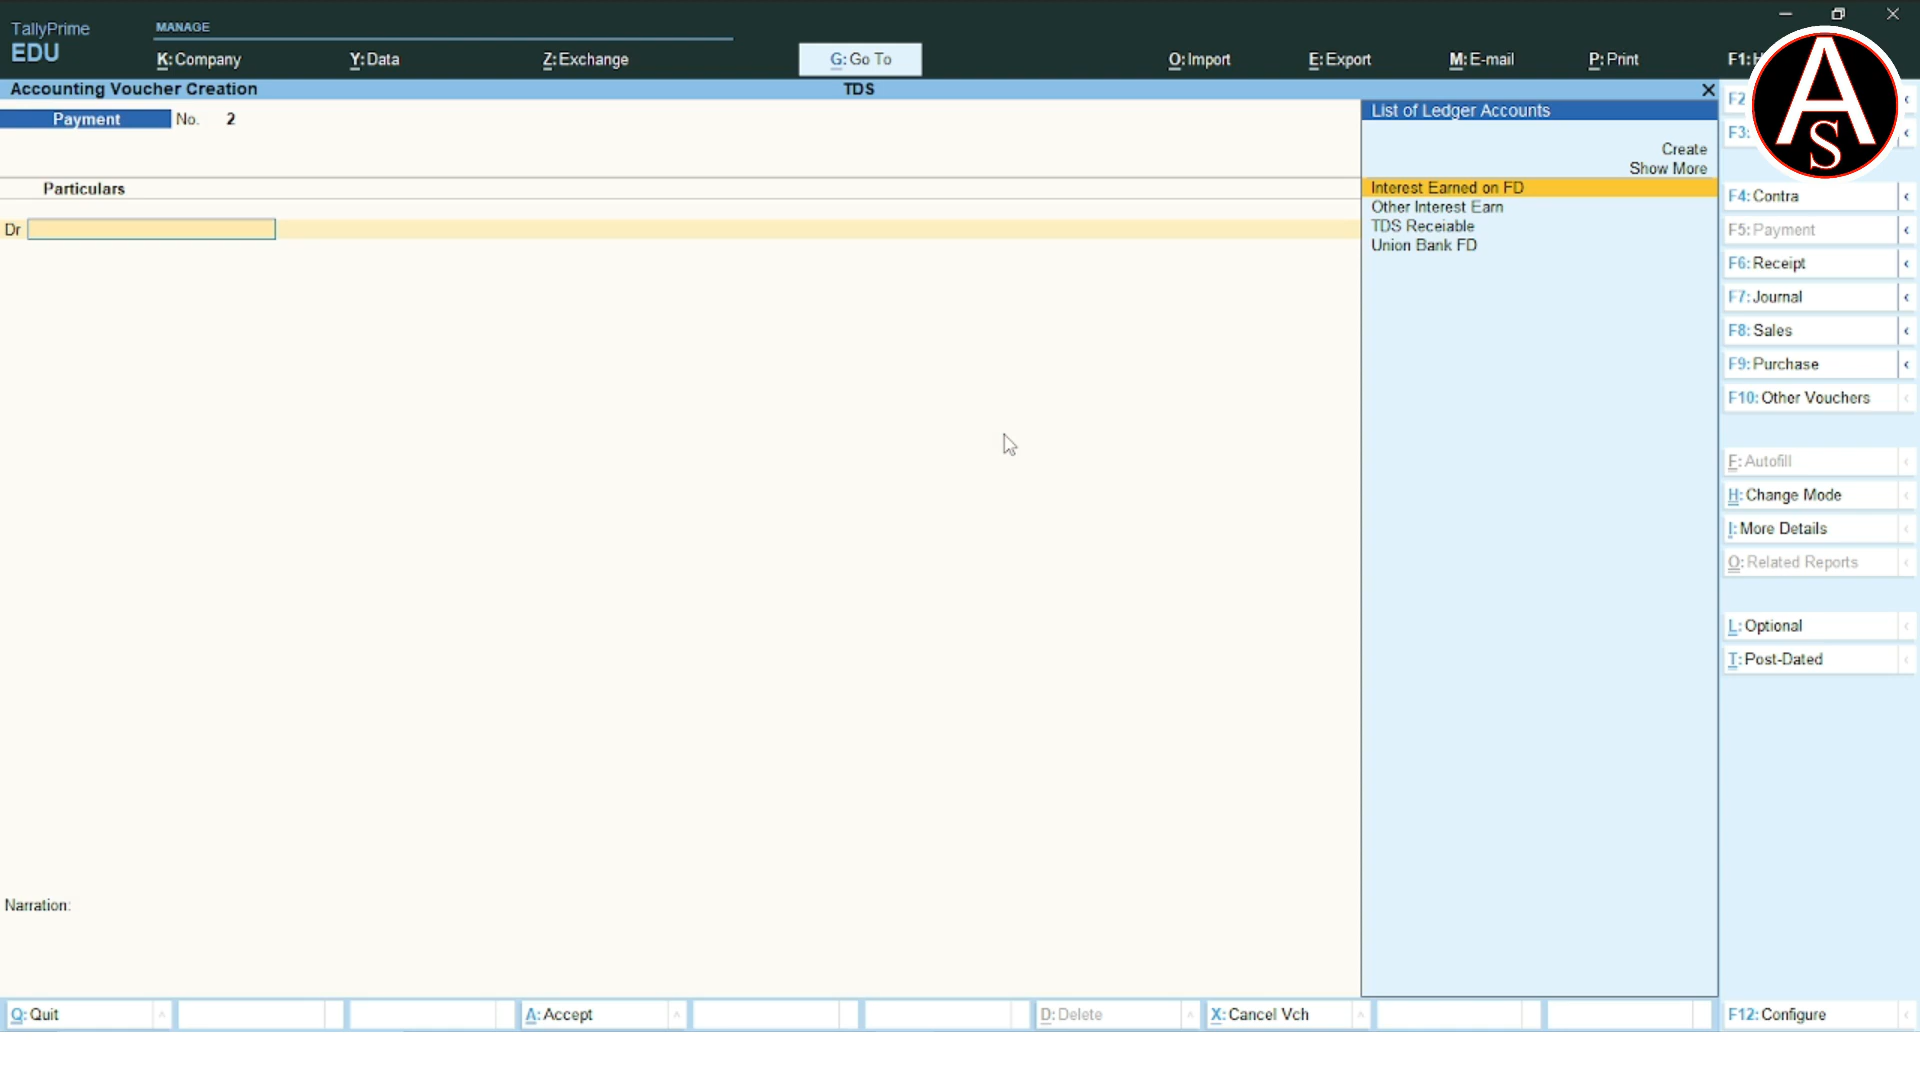 TallyPrime
EDU
MANAGE
K: Company
Y: Data
Z: Exchange
G: Go To
O: Import
E: Export
M: E-mail
P: Print
F1:
Accounting Voucher Creation
TDS
Payment No. 2
Particulars
Dr
List of Ledger Accounts
Create
Show More
Interest Earned on FD
Other Interest Earn
TDS Receiable
Union Bank FD
Narration:
F2
F3:
F4: Contra
F5: Payment
F6: Receipt
F7: Journal
F8: Sales
F9: Purchase
F10: Other Vouchers
F: Autofill
H: Change Mode
I: More Details
O: Related Reports
L: Optional
T: Post-Dated
F12: Configure
Q: Quit
A: Accept
D: Delete
X: Cancel Vch
A
S